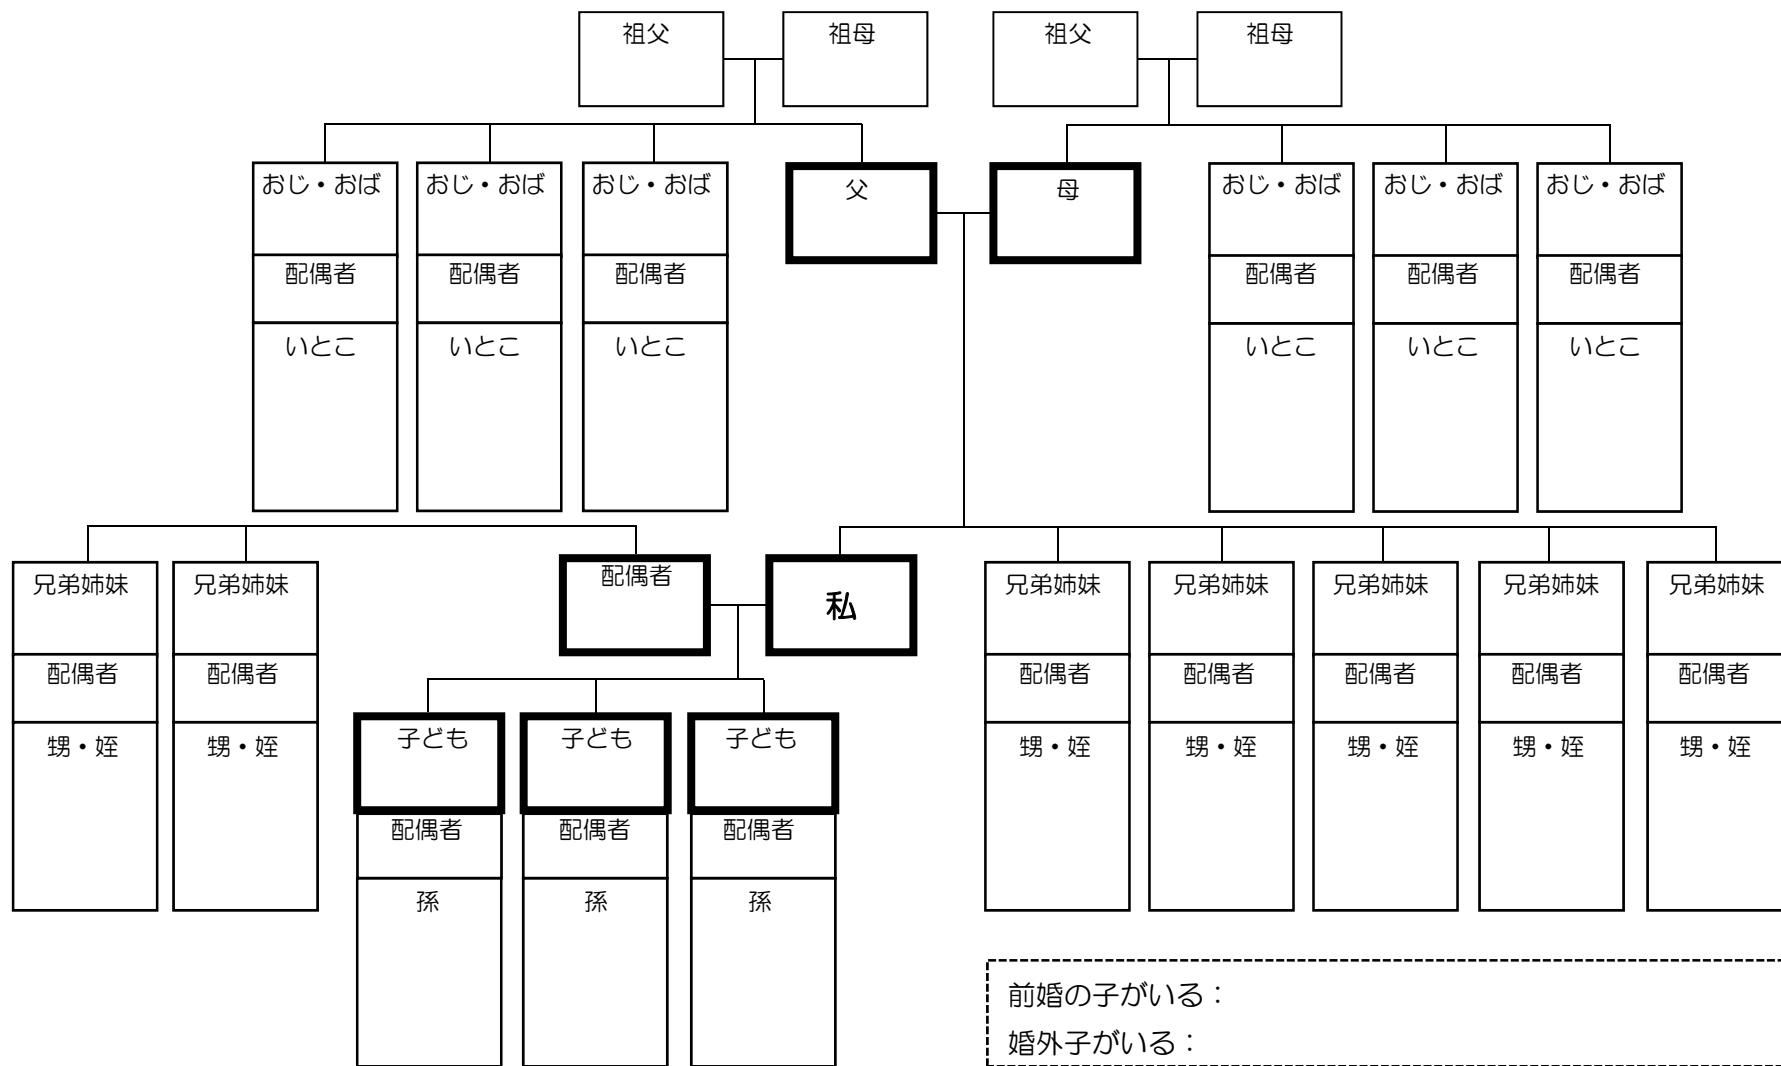 祖父
祖母
祖父
祖母
おじ・おば
おじ・おば
おじ・おば
父
母
おじ・おば
おじ・おば
おじ・おば
配偶者
配偶者
配偶者
配偶者
配偶者
配偶者
いとこ
いとこ
いとこ
いとこ
いとこ
いとこ
兄弟姉妹
兄弟姉妹
配偶者
私
兄弟姉妹
兄弟姉妹
兄弟姉妹
兄弟姉妹
兄弟姉妹
配偶者
配偶者
配偶者
配偶者
配偶者
配偶者
配偶者
甥・姪
甥・姪
子ども
子ども
子ども
甥・姪
甥・姪
甥・姪
甥・姪
甥・姪
配偶者
配偶者
配偶者
孫
孫
孫
前婚の子がいる：
婚外子がいる：